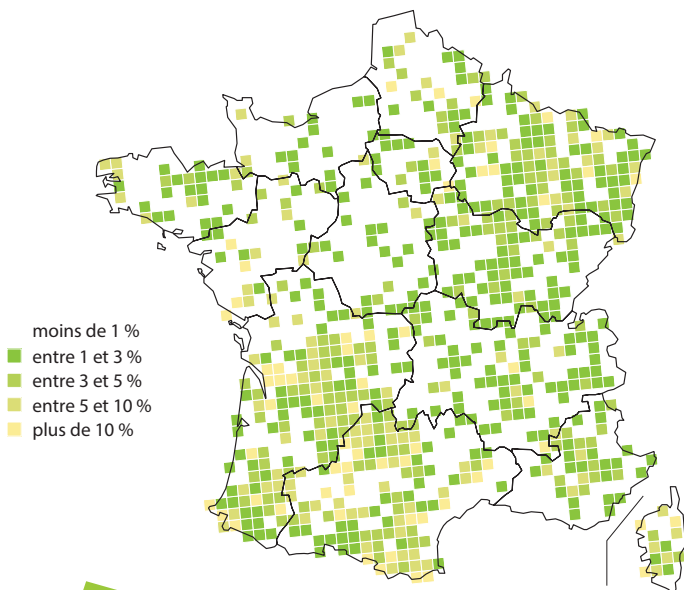 moins de 1 %
entre 1 et 3 %
entre 3 et 5 %
entre 5 et 10 %
plus de 10 %